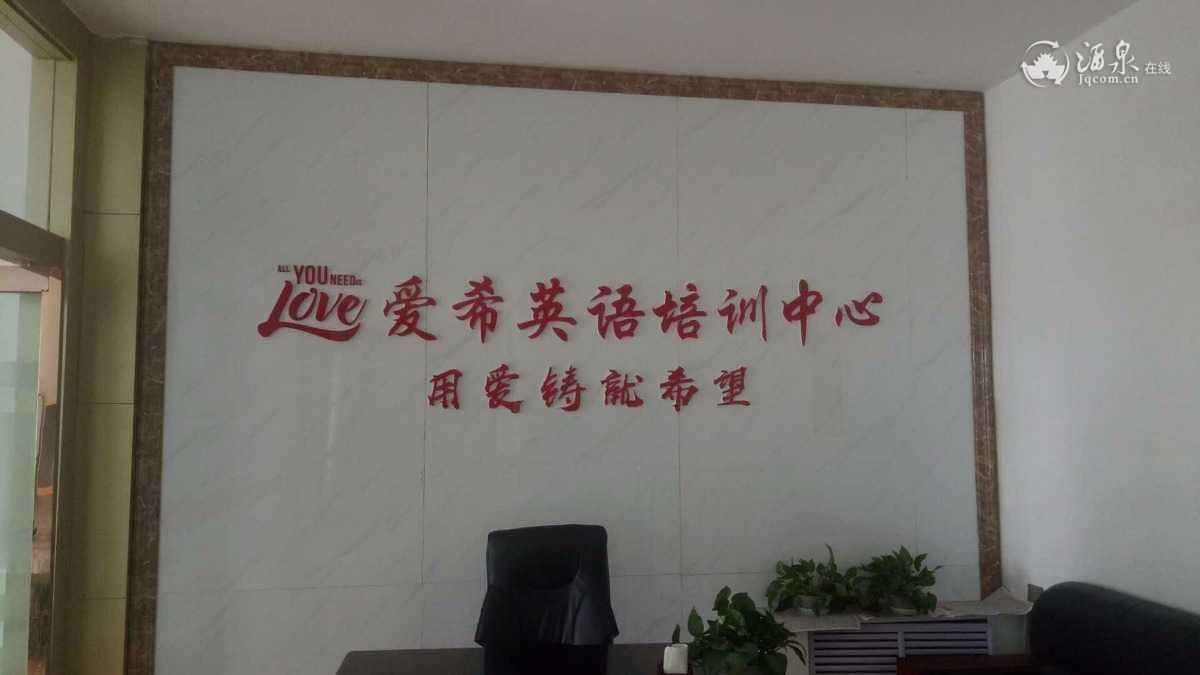 酒泉在线
Jqcom.cn
ALL YOU NEED IS
Love
爱希英语培训中心
用爱铸就希望